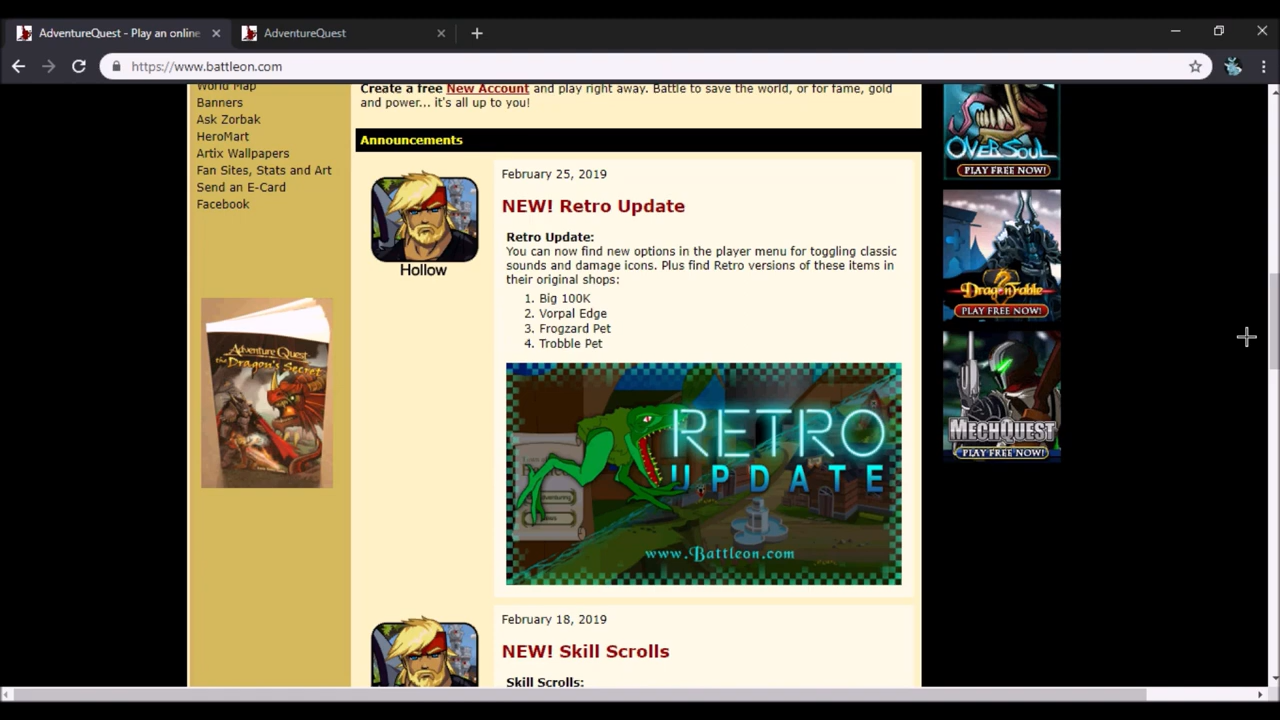 AdventureQuest - Play an online
AdventureQuest
https://www.battleon.com
World Map
Banners
Ask Zorbak
HeroMart
Artix Wallpapers
Fan Sites, Stats and Art
Send an E-Card
Facebook
Adventure Quest
the Dragon's Secret
Create a free New Account and play right away. Battle to save the world, or for fame, gold
and power... it's all up to you!
Announcements
Hollow
February 25, 2019
NEW! Retro Update
Retro Update:
You can now find new options in the player menu for toggling classic
sounds and damage icons. Plus find Retro versions of these items in
their original shops:
1. Big 100K
2. Vorpal Edge
3. Frogzard Pet
4. Trobble Pet
RETRO
UPDATE
www.Battleon.com
February 18, 2019
NEW! Skill Scrolls
Skill Scrolls:
OVERSOUL
PLAY FREE NOW!
DragonFable
PLAY FREE NOW!
MECHQUEST
PLAY FREE NOW!